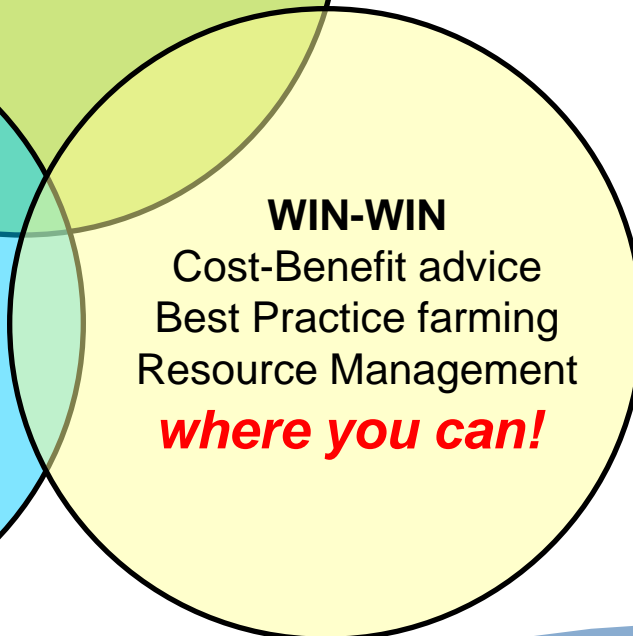 WIN-WIN
Cost-Benefit advice
Best Practice farming
Resource Management
where you can!